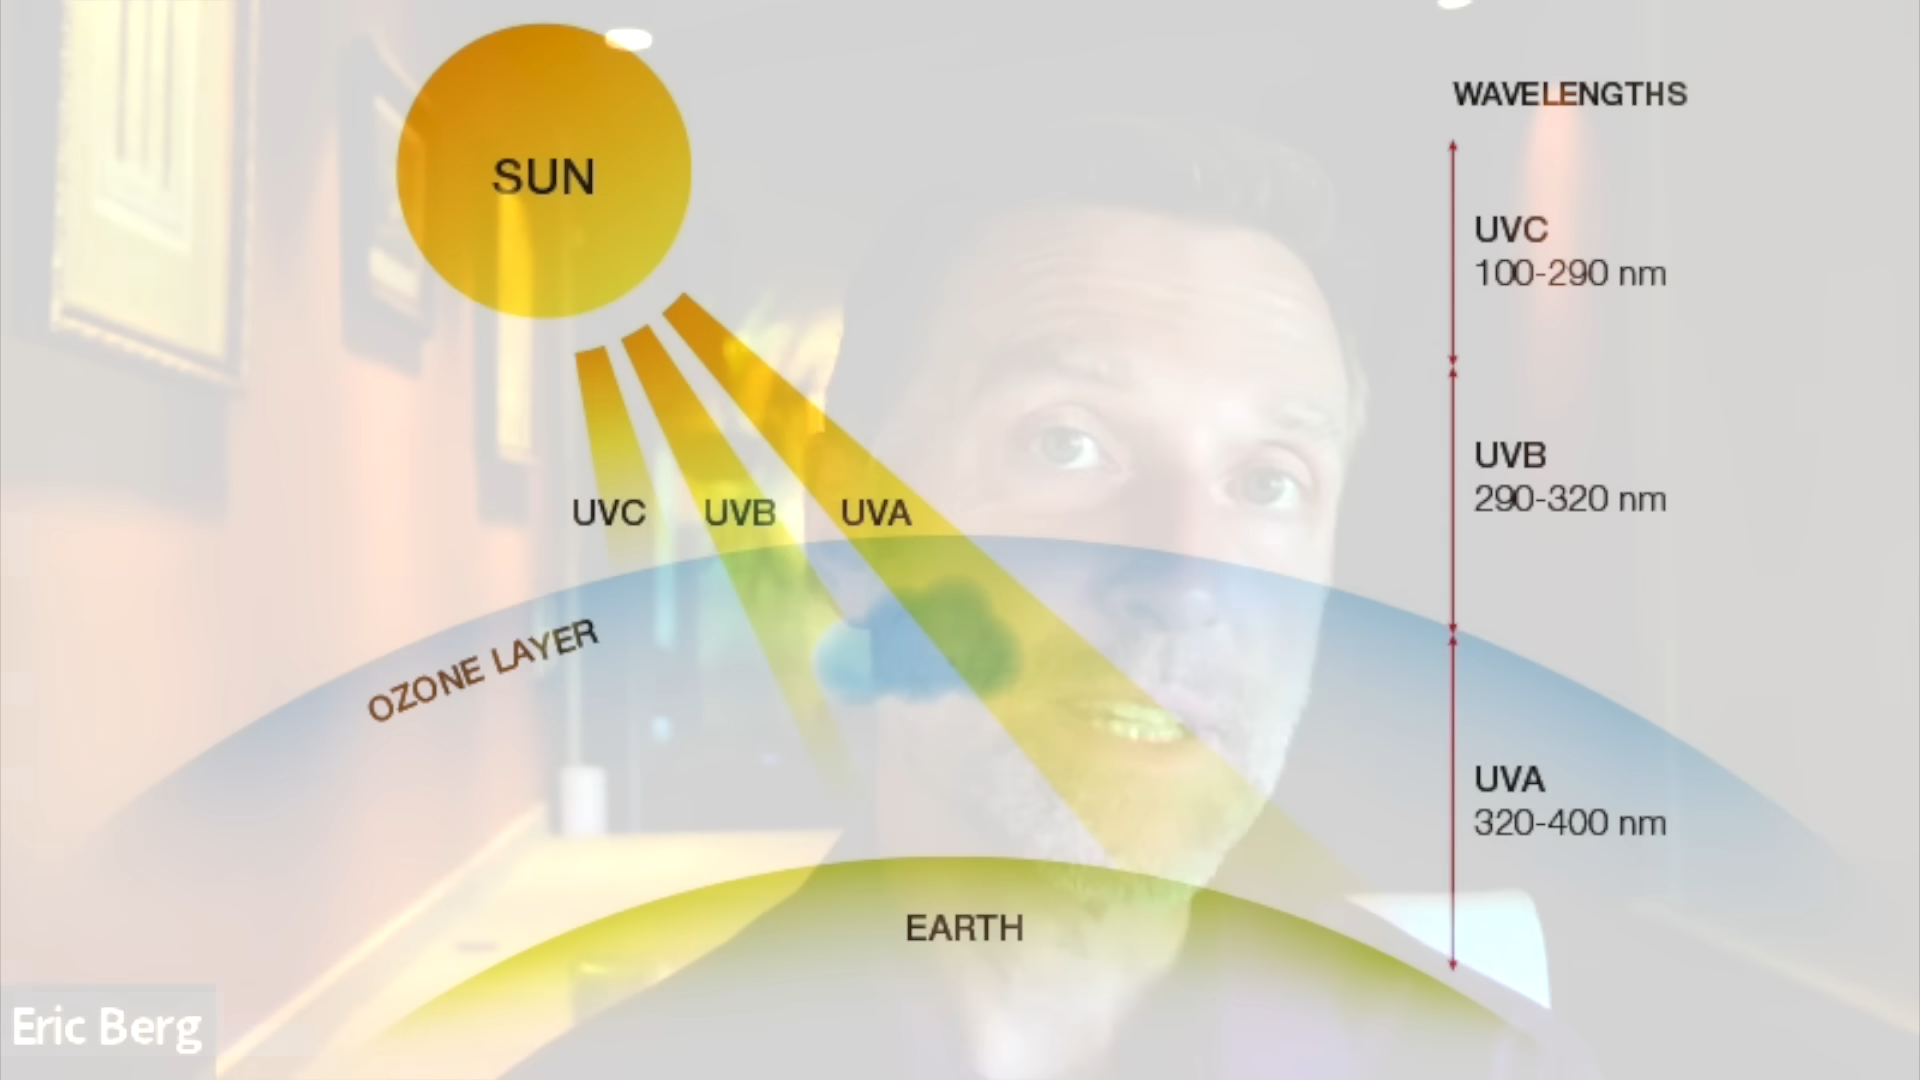 SUN
WAVELENGTHS
UVC
100-290 nm
UVB
290-320 nm
UVC
UVB
UVA
OZONE LAYER
UVA
320-400 nm
EARTH
Eric Berg